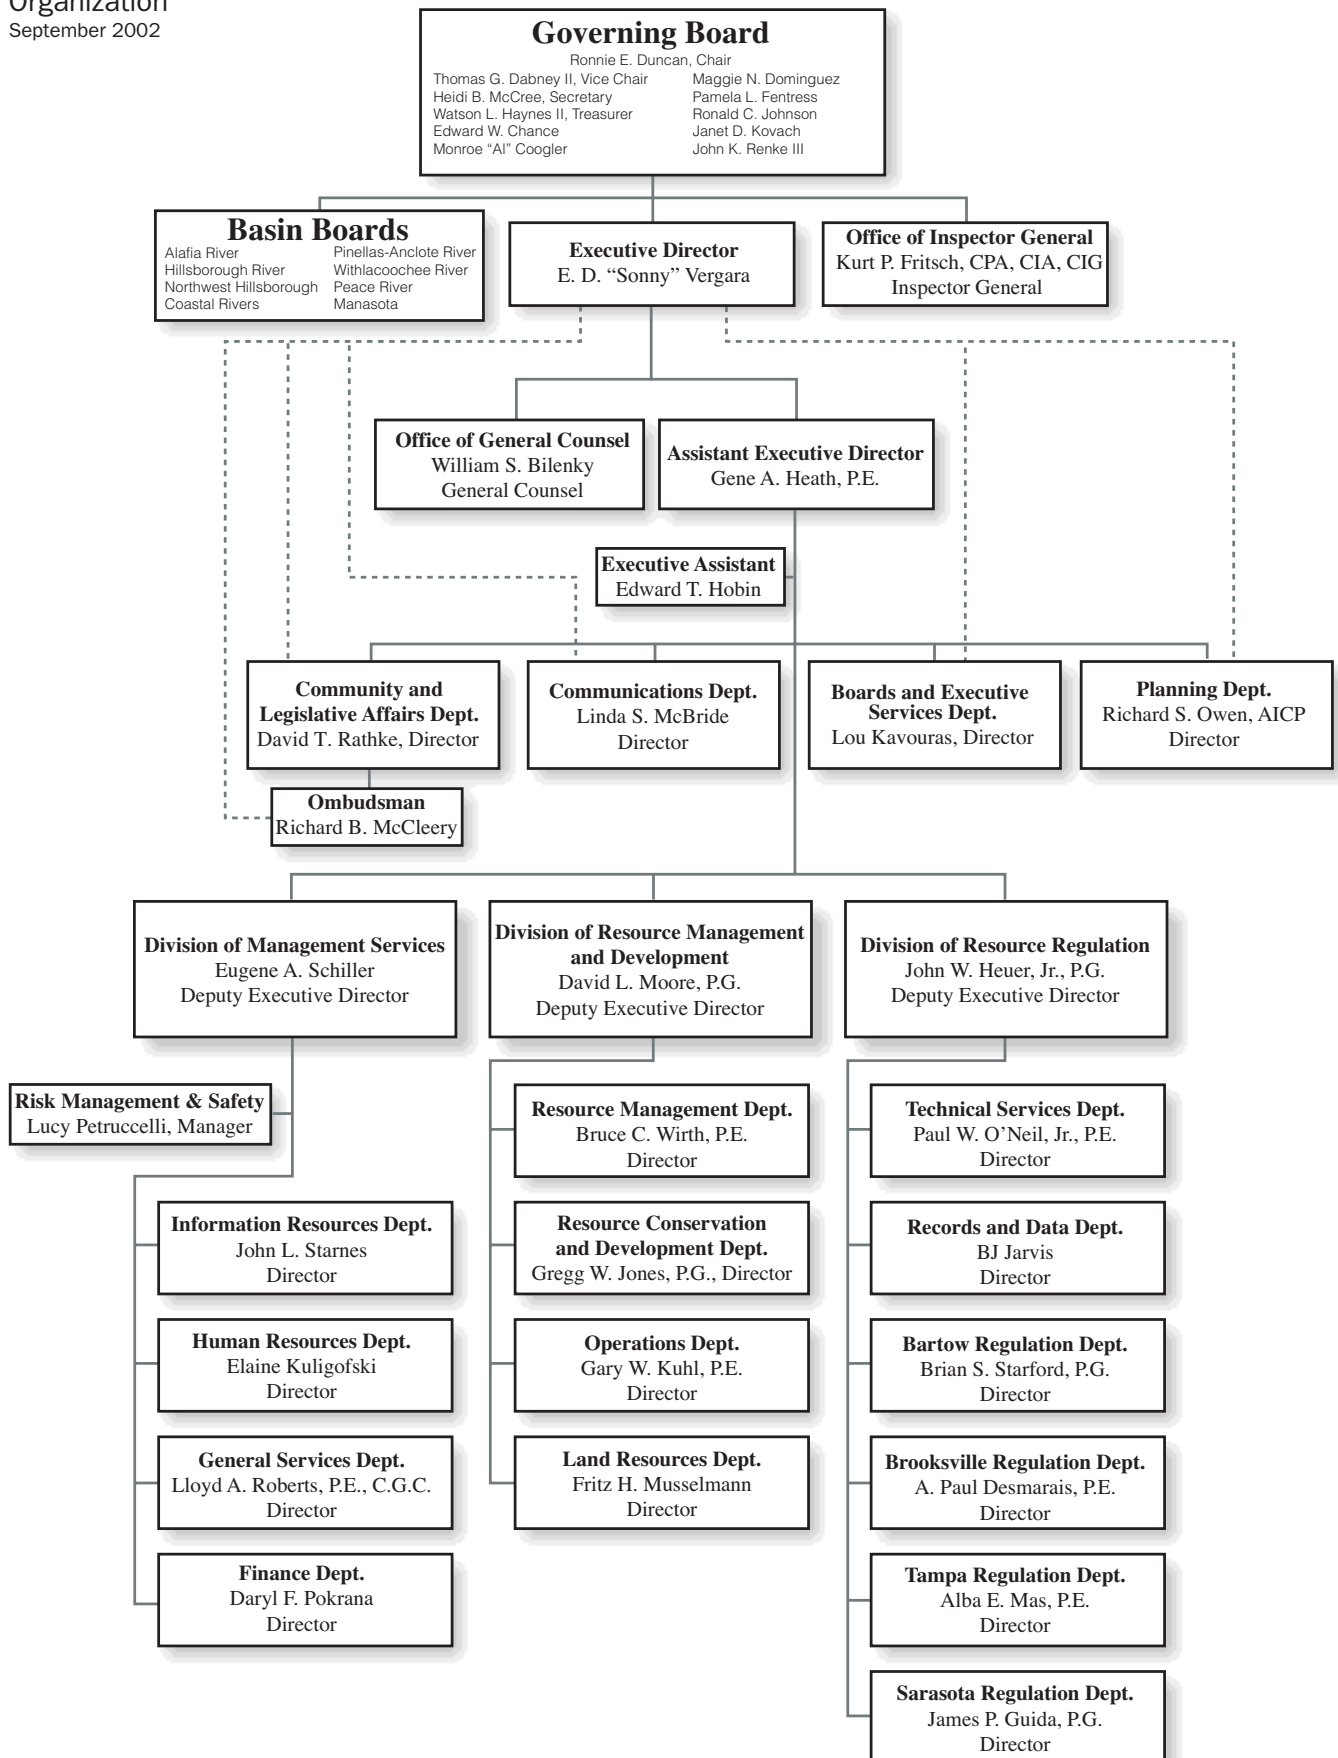 Organization
September 2002
Governing Board
Ronnie E. Duncan, Chair
Thomas G. Dabney II, Vice Chair
Heidi B. McCree, Secretary
Watson L. Haynes II, Treasurer
Edward W. Chance
Monroe “Al” Coogler
Maggie N. Dominguez
Pamela L. Fentress
Ronald C. Johnson
Janet D. Kovach
John K. Renke III
Basin Boards
Alafia River
Hillsborough River
Northwest Hillsborough
Coastal Rivers
Pinellas-Anclote River
Withlacoochee River
Peace River
Manasota
Executive Director
E. D. “Sonny” Vergara
Office of Inspector General
Kurt P. Fritsch, CPA, CIA, CIG
Inspector General
Office of General Counsel
William S. Bilenky
General Counsel
Assistant Executive Director
Gene A. Heath, P.E.
Executive Assistant
Edward T. Hobin
Community and
Legislative Affairs Dept.
David T. Rathke, Director
Communications Dept.
Linda S. McBride
Director
Boards and Executive
Services Dept.
Lou Kavouras, Director
Planning Dept.
Richard S. Owen, AICP
Director
Ombudsman
Richard B. McCleery
Division of Management Services
Eugene A. Schiller
Deputy Executive Director
Division of Resource Management
and Development
David L. Moore, P.G.
Deputy Executive Director
Division of Resource Regulation
John W. Heuer, Jr., P.G.
Deputy Executive Director
Risk Management & Safety
Lucy Petruccelli, Manager
Information Resources Dept.
John L. Starnes
Director
Human Resources Dept.
Elaine Kuligofski
Director
General Services Dept.
Lloyd A. Roberts, P.E., C.G.C.
Director
Finance Dept.
Daryl F. Pokrana
Director
Resource Management Dept.
Bruce C. Wirth, P.E.
Director
Resource Conservation
and Development Dept.
Gregg W. Jones, P.G., Director
Operations Dept.
Gary W. Kuhl, P.E.
Director
Land Resources Dept.
Fritz H. Musselmann
Director
Technical Services Dept.
Paul W. O’Neil, Jr., P.E.
Director
Records and Data Dept.
BJ Jarvis
Director
Bartow Regulation Dept.
Brian S. Starford, P.G.
Director
Brooksville Regulation Dept.
A. Paul Desmarais, P.E.
Director
Tampa Regulation Dept.
Alba E. Mas, P.E.
Director
Sarasota Regulation Dept.
James P. Guida, P.G.
Director